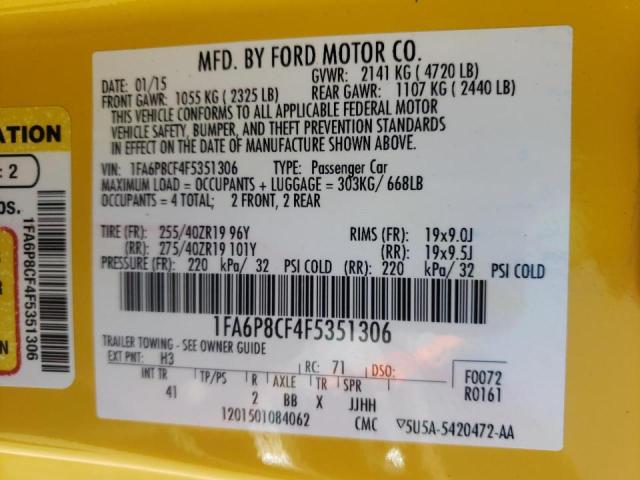 MFD. BY FORD MOTOR CO.
DATE: 01/15 GVWR: 2141 KG ( 4720 LB)
FRONT GAWR: 1055 KG ( 2325 LB) REAR GAWR: 1107 KG ( 2440 LB)
THIS VEHICLE CONFORMS TO ALL APPLICABLE FEDERAL MOTOR
VEHICLE SAFETY, BUMPER, AND THEFT PREVENTION STANDARDS
IN EFFECT ON THE DATE OF MANUFACTURE SHOWN ABOVE.
VIN: 1FA6P8CF4F5351306 TYPE: Passenger Car
MAXIMUM LOAD = OCCUPANTS + LUGGAGE = 303KG/ 668LB
OCCUPANTS = 4 TOTAL; 2 FRONT, 2 REAR
TIRE (FR): 255/40ZR19 96Y RIMS (FR): 19x9.0J
(RR): 275/40ZR19 101Y (RR): 19x9.5J
PRESSURE (FR): 220 kPa/ 32 PSI COLD (RR): 220 kPa/ 32 PSI COLD
1FA6P8CF4F5351306
TRAILER TOWING - SEE OWNER GUIDE
EXT PNT: H3 RC: 71 DSO: F0072
INT TR TP/PS R AXLE TR SPR R0161
41 2 BB X JJHH
1201501084062 CMC ▽5U5A-5420472-AA
ATION
: 2
os.
1FA6P8CF4F5351306
R
N